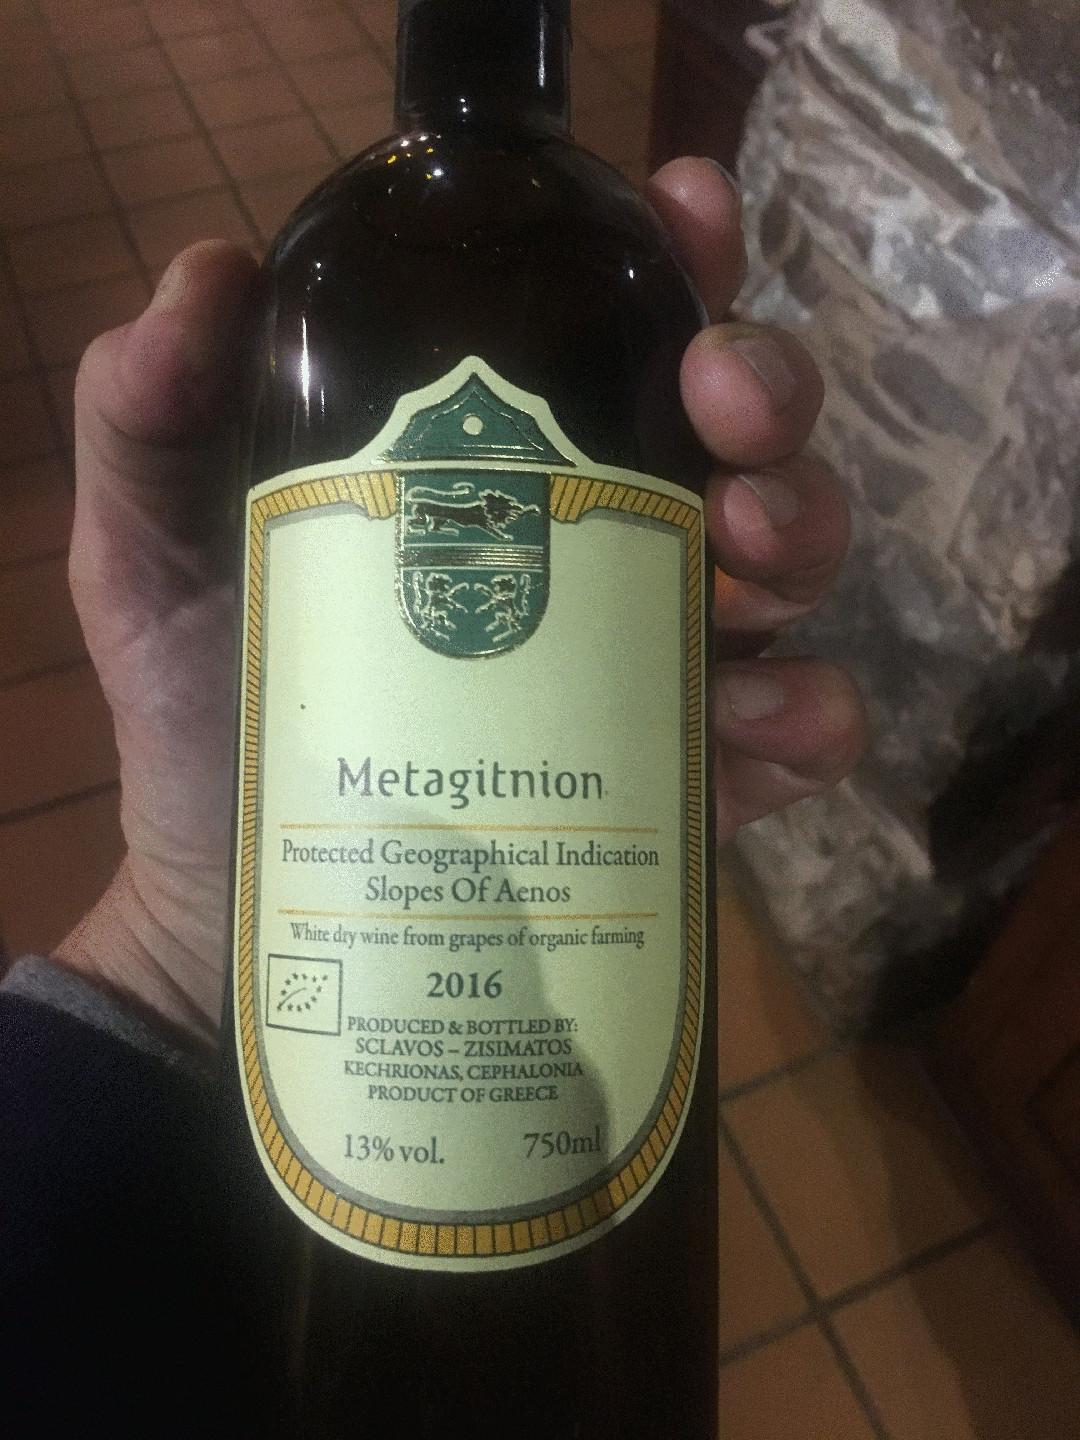 Metagitnion
Protected Geographical Indication
Slopes Of Aenos
White dry wine from grapes of organic farming
2016
PRODUCED & BOTTLED BY:
SCLAVOS – ZISIMATOS
KECHRIONAS, CEPHALONIA
PRODUCT OF GREECE
13% vol. 750ml